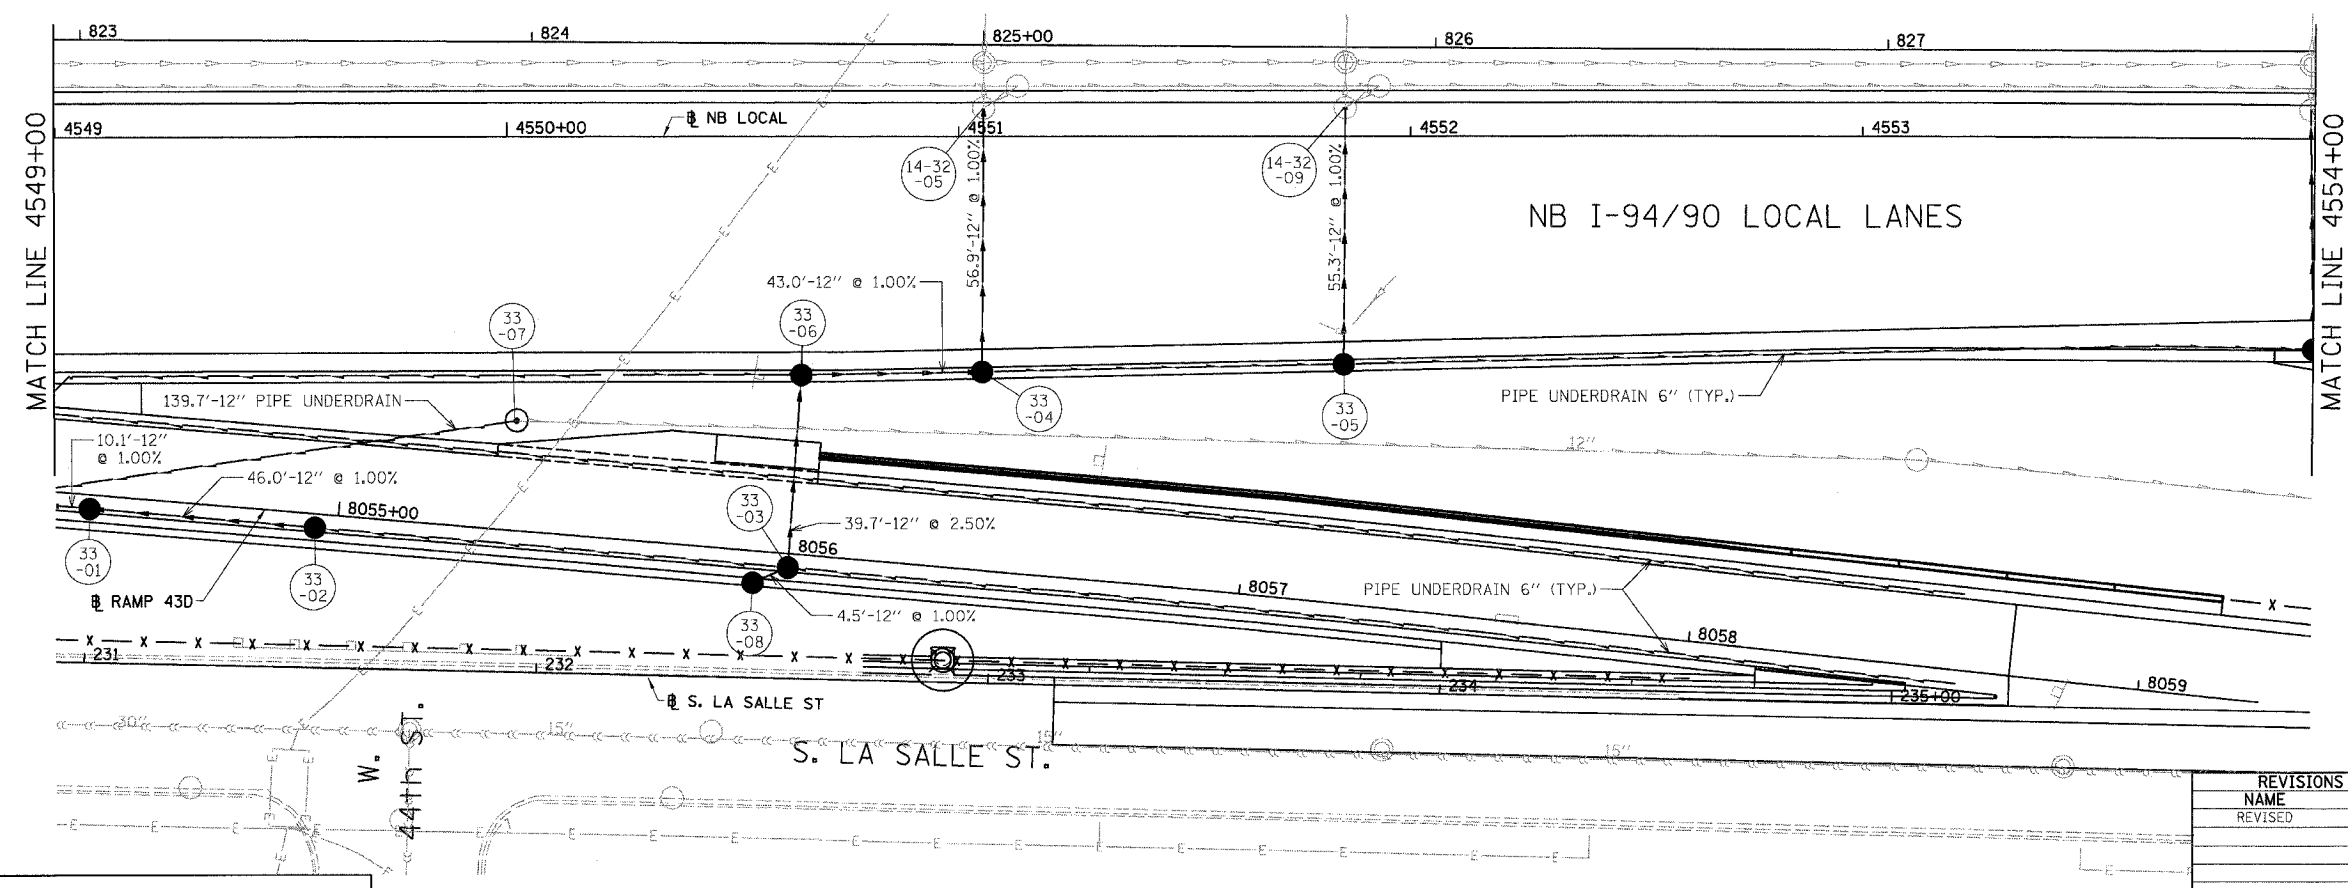 823
824
825+00
826
827
MATCH LINE 4549+00
4549
4550+00
℄ NB LOCAL
4551
4552
4553
MATCH LINE 4554+00
14-32
-05
56.9'-12" @ 1.00%
14-32
-09
55.3'-12" @ 1.00%
NB I-94/90 LOCAL LANES
43.0'-12" @ 1.00%
33
-07
33
-06
139.7'-12" PIPE UNDERDRAIN
33
-04
33
-05
PIPE UNDERDRAIN 6" (TYP.)
12"
10.1'-12"
@ 1.00%
46.0'-12" @ 1.00%
8055+00
33
-03
39.7'-12" @ 2.50%
8056
33
-01
33
-02
℄ RAMP 43D
8057
PIPE UNDERDRAIN 6" (TYP.)
4.5'-12" @ 1.00%
33
-08
8058
8059
231
232
233
234
235+00
℄ S. LA SALLE ST
30"
15"
15"
15"
S. LA SALLE ST.
W.
44TH ST.
REVISIONS
NAME
REVISED